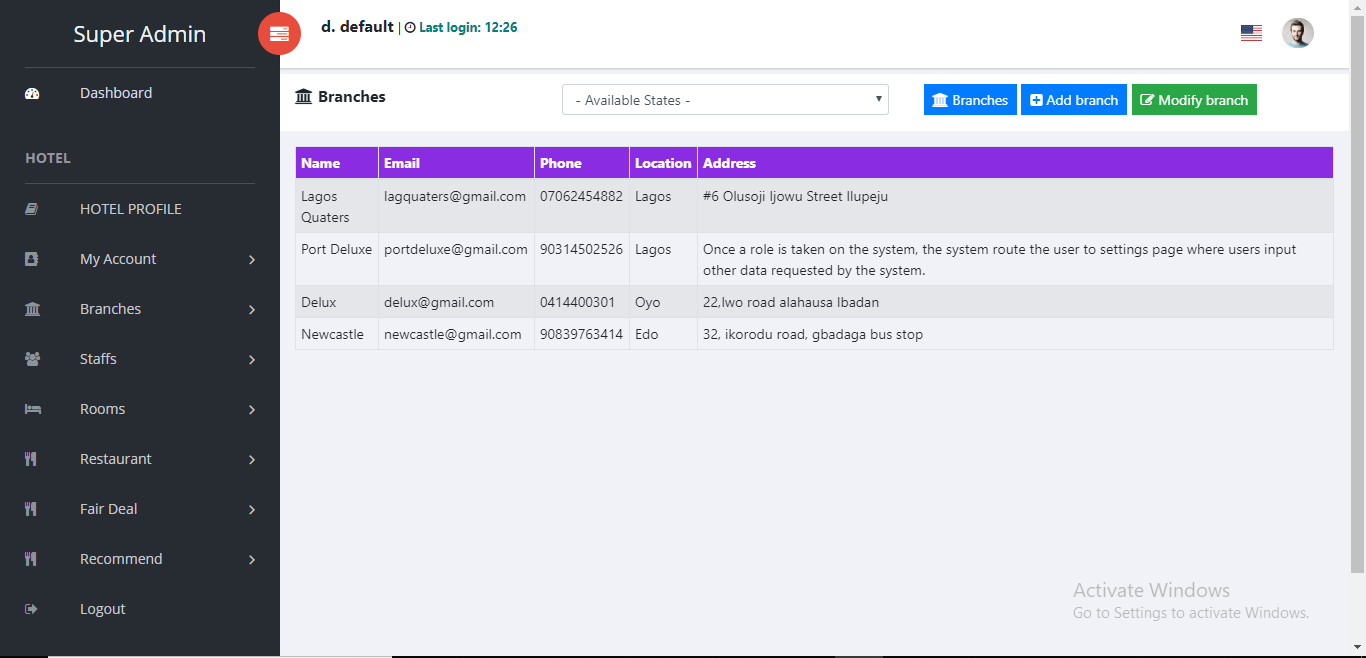 Super Admin
d. default | Last login: 12:26
Dashboard
HOTEL
HOTEL PROFILE
My Account
Branches
Staffs
Rooms
Restaurant
Fair Deal
Recommend
Logout
Branches
- Available States -
Branches
Add branch
Modify branch
Name Email Phone Location Address
Lagos Quaters lagquaters@gmail.com 07062454882 Lagos #6 Olusoji Ijowu Street Ilupeju
Port Deluxe portdeluxe@gmail.com 90314502526 Lagos Once a role is taken on the system, the system route the user to settings page where users input
other data requested by the system.
Delux delux@gmail.com 0414400301 Oyo 22,Iwo road alahausa Ibadan
Newcastle newcastle@gmail.com 90839763414 Edo 32, ikorodu road, gbadaga bus stop
Activate Windows
Go to Settings to activate Windows.